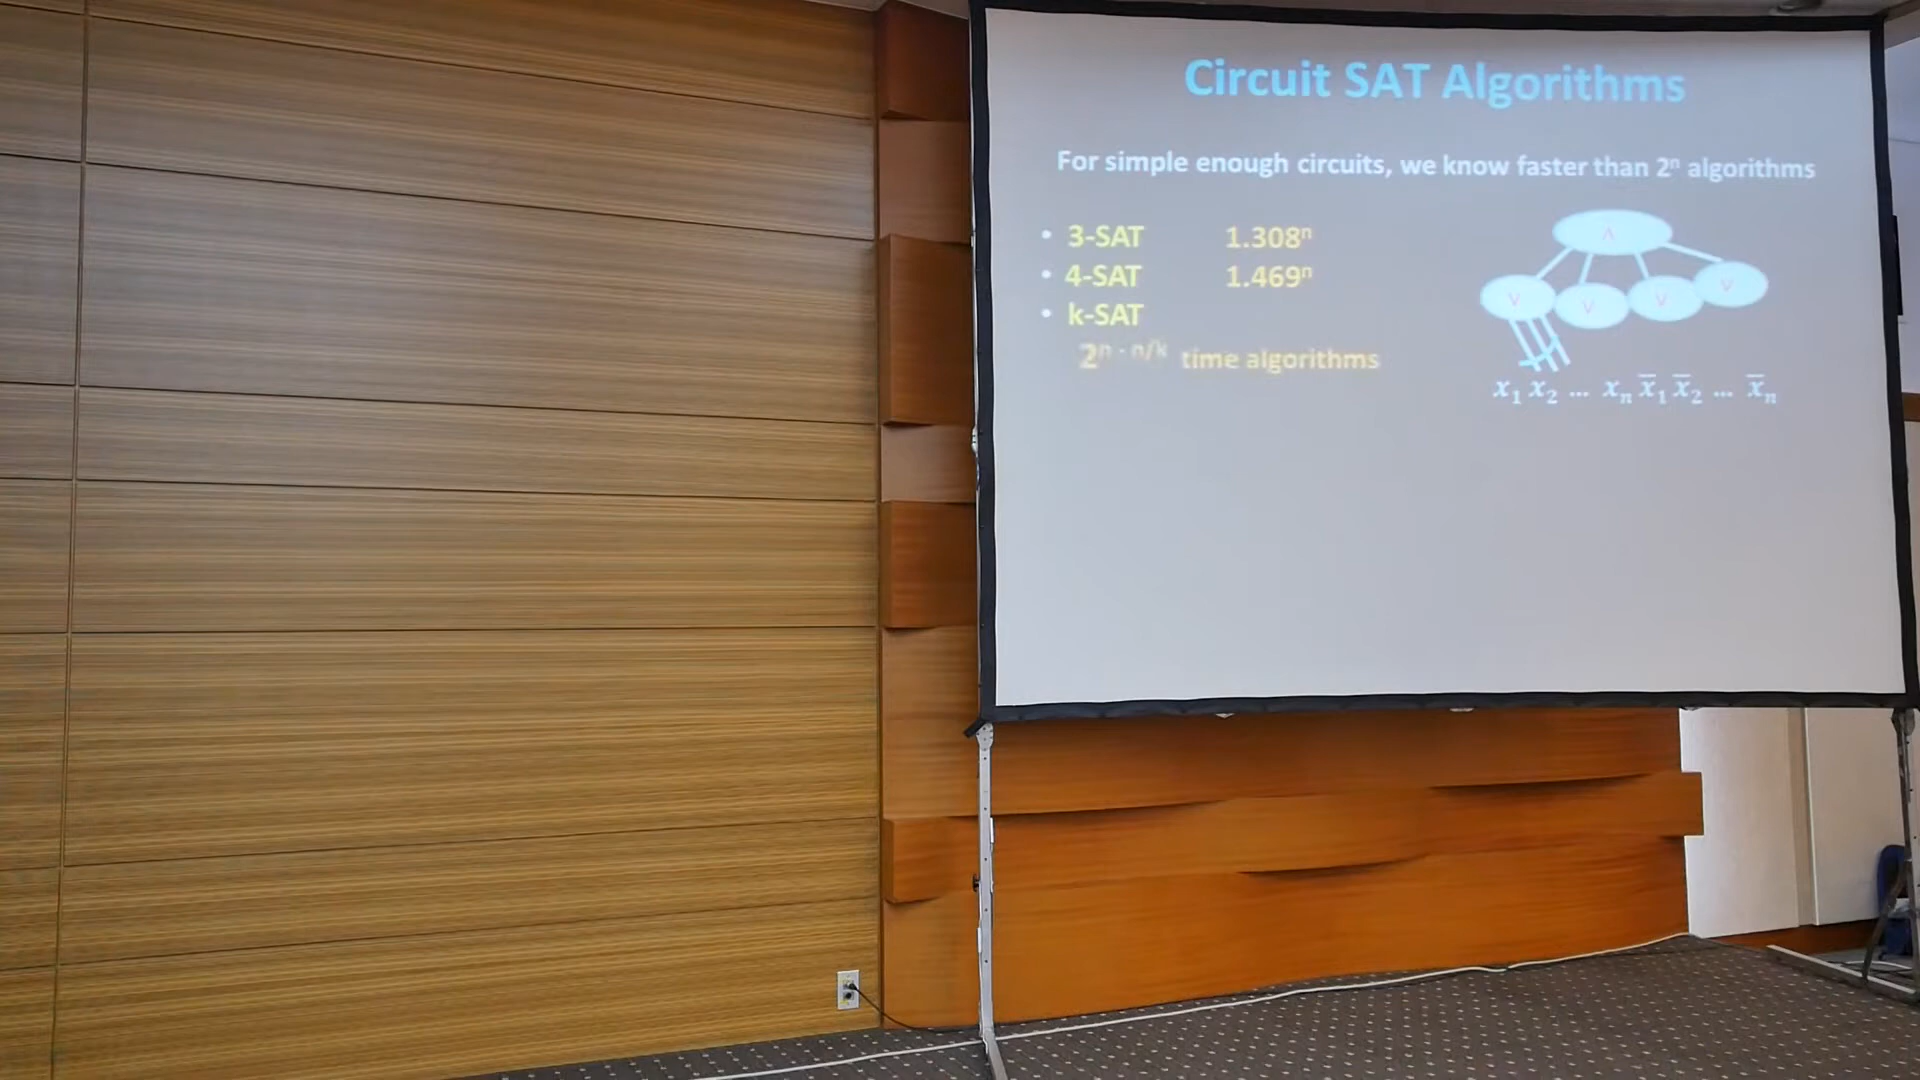 Circuit SAT Algorithms
For simple enough circuits, we know faster than 2ⁿ algorithms
• 3-SAT 1.308ⁿ
• 4-SAT 1.469ⁿ
• k-SAT
2ⁿ ⁻ ⁿ/ᵏ time algorithms
∧
∨ ∨ ∨ ∨
x₁ x₂ ... xₙ x̅₁ x̅₂ ... x̅ₙ